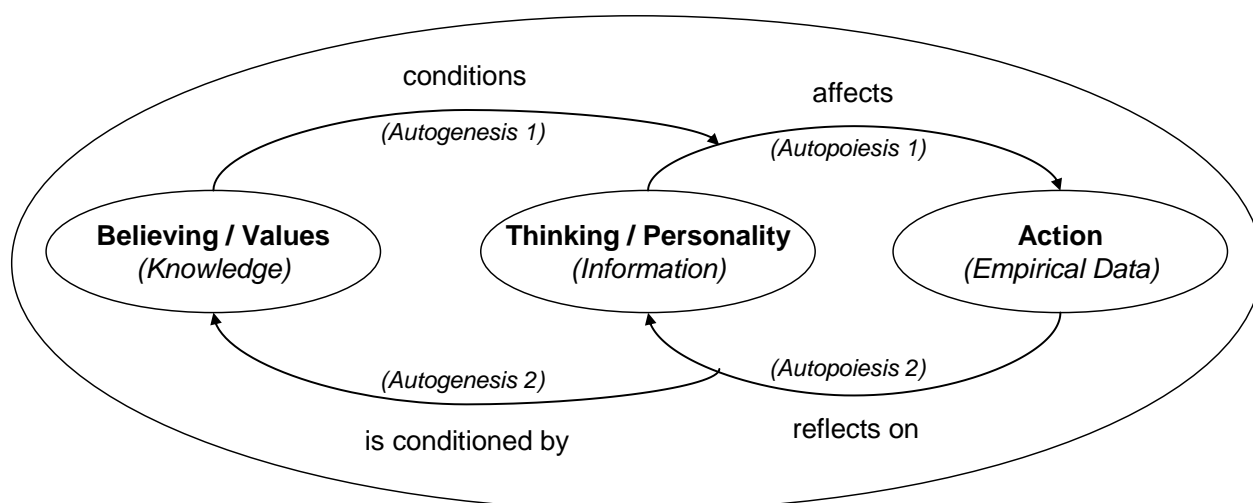 conditions
affects
(Autogenesis 1)
(Autopoiesis 1)
Believing / Values
(Knowledge)
Thinking / Personality
(Information)
Action
(Empirical Data)
(Autogenesis 2)
(Autopoiesis 2)
is conditioned by
reflects on